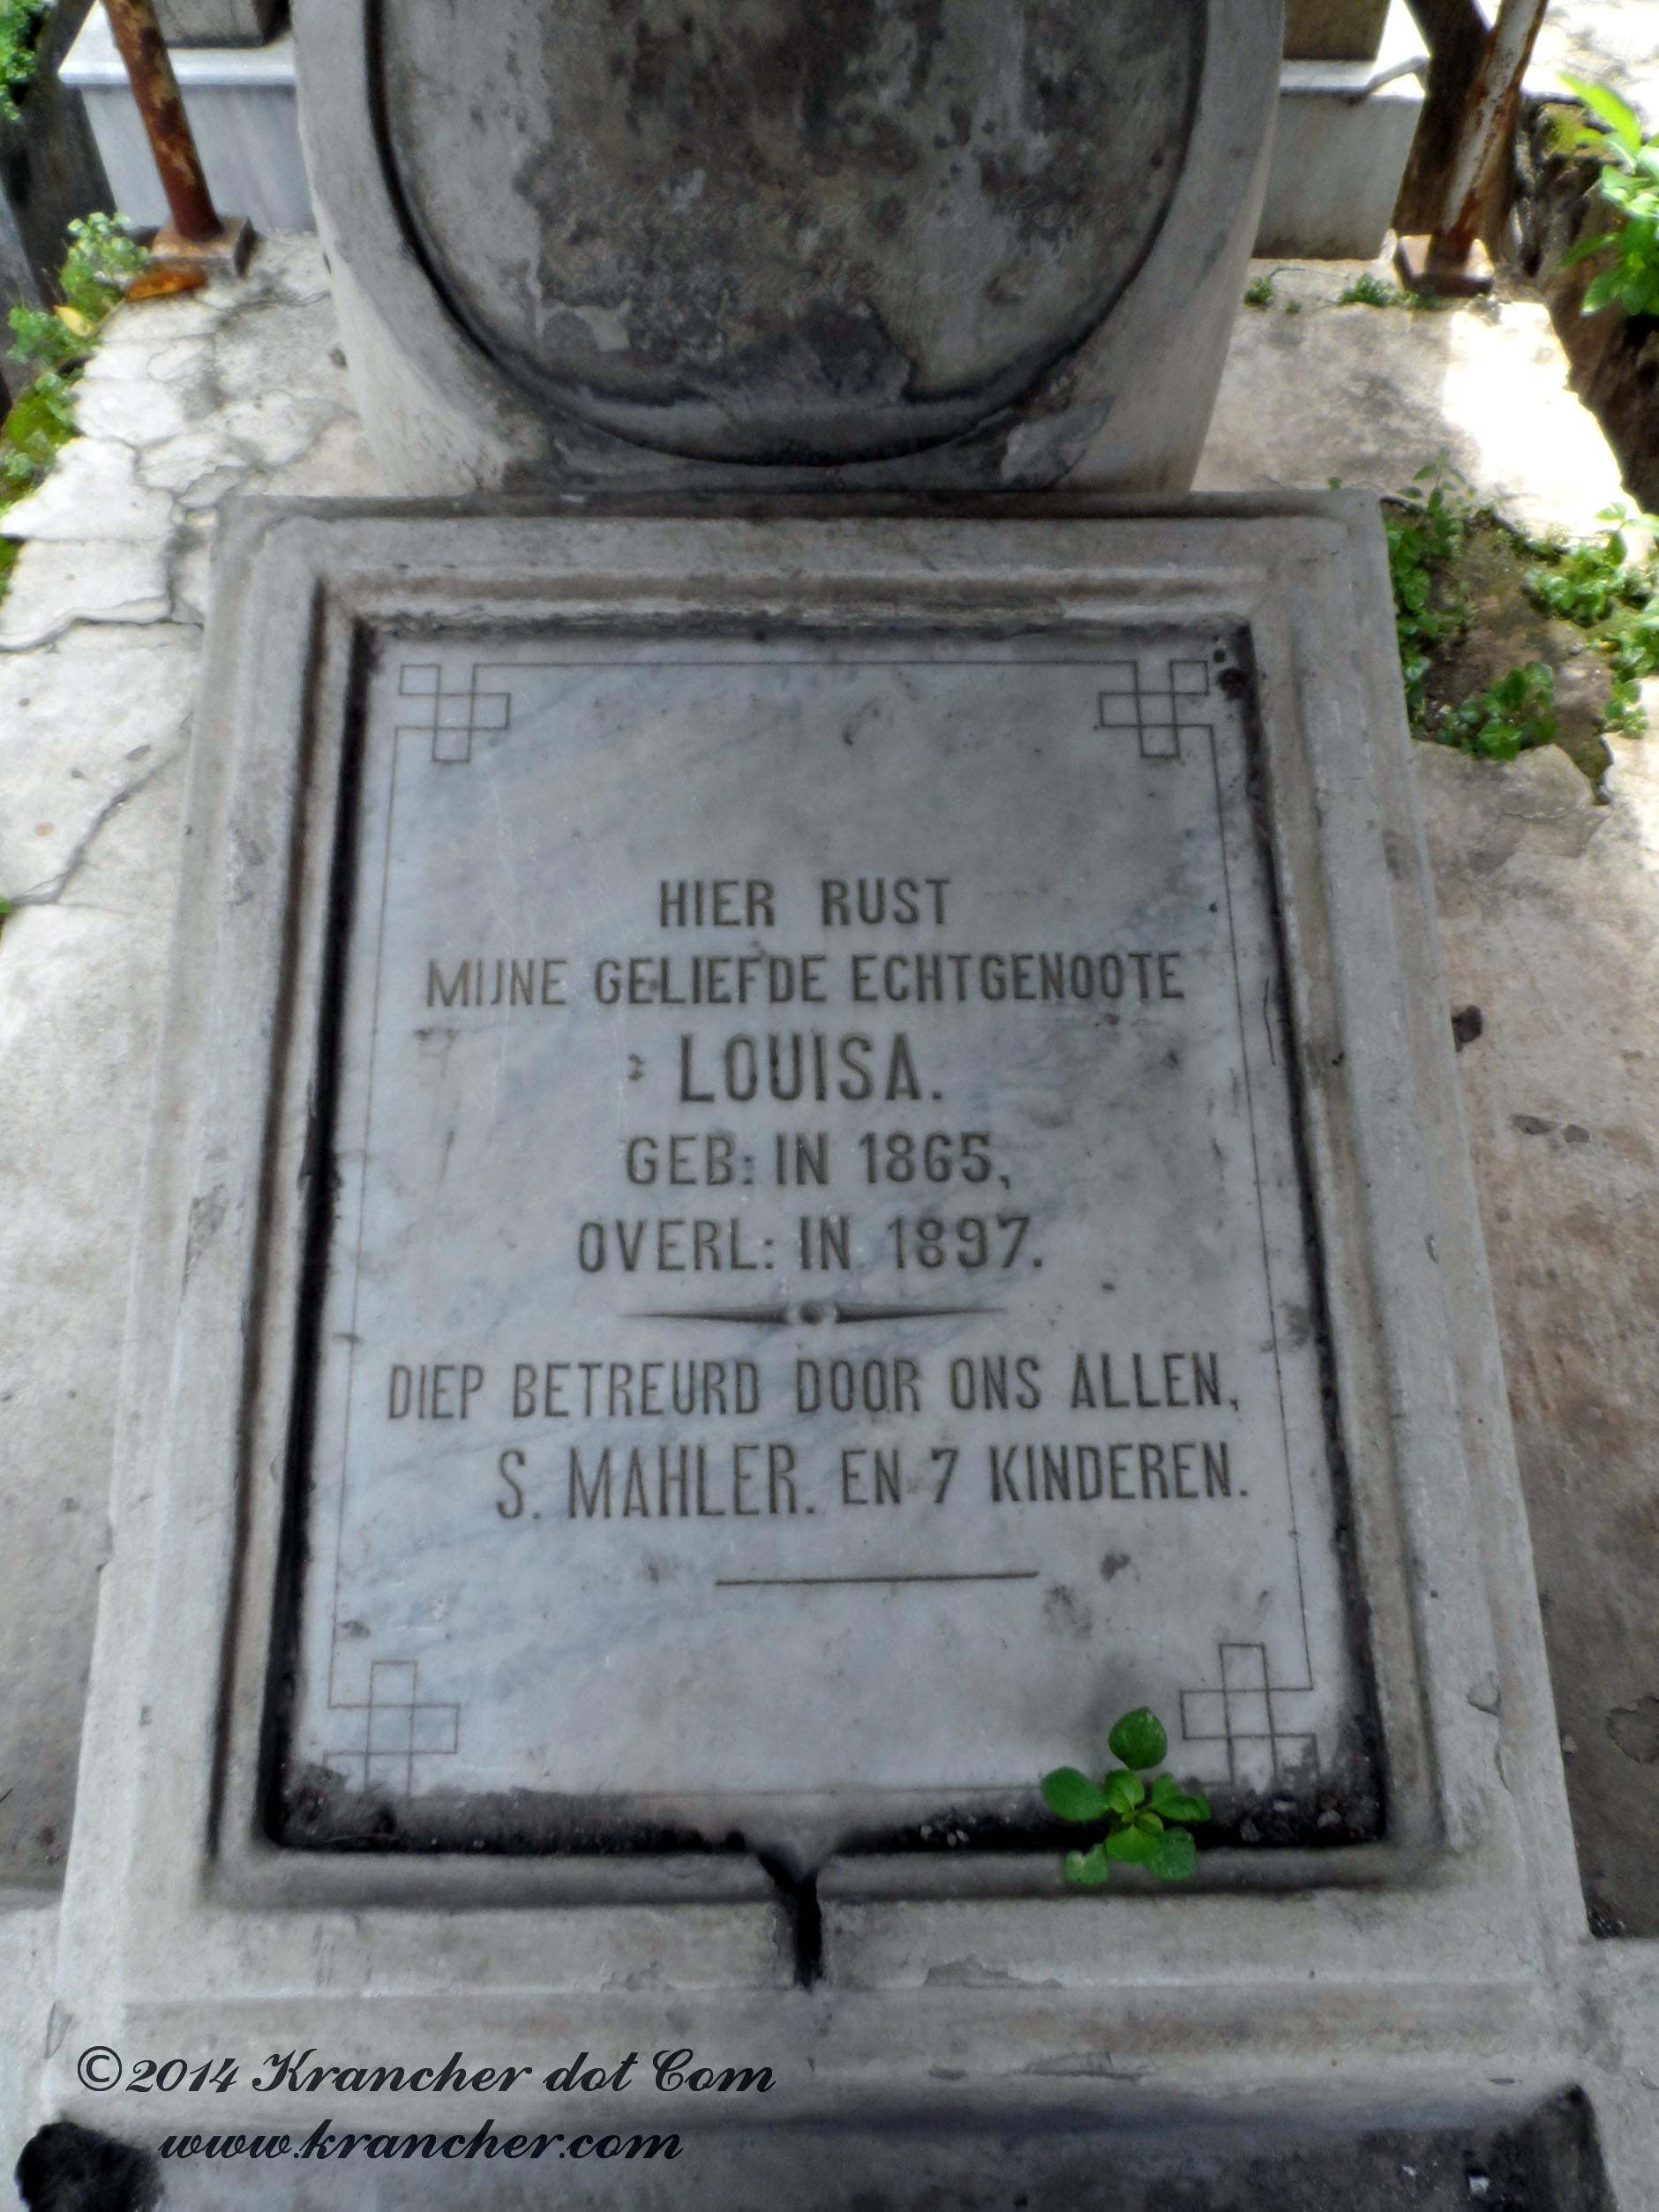 HIER RUST
MIJNE GELIEFDE ECHTGENOOTE
LOUISA.
GEB: IN 1865,
OVERL: IN 1897.
DIEP BETREURD DOOR ONS ALLEN,
S. MAHLER. EN 7 KINDEREN.
©2014 Krancher dot Com
www.krancher.com